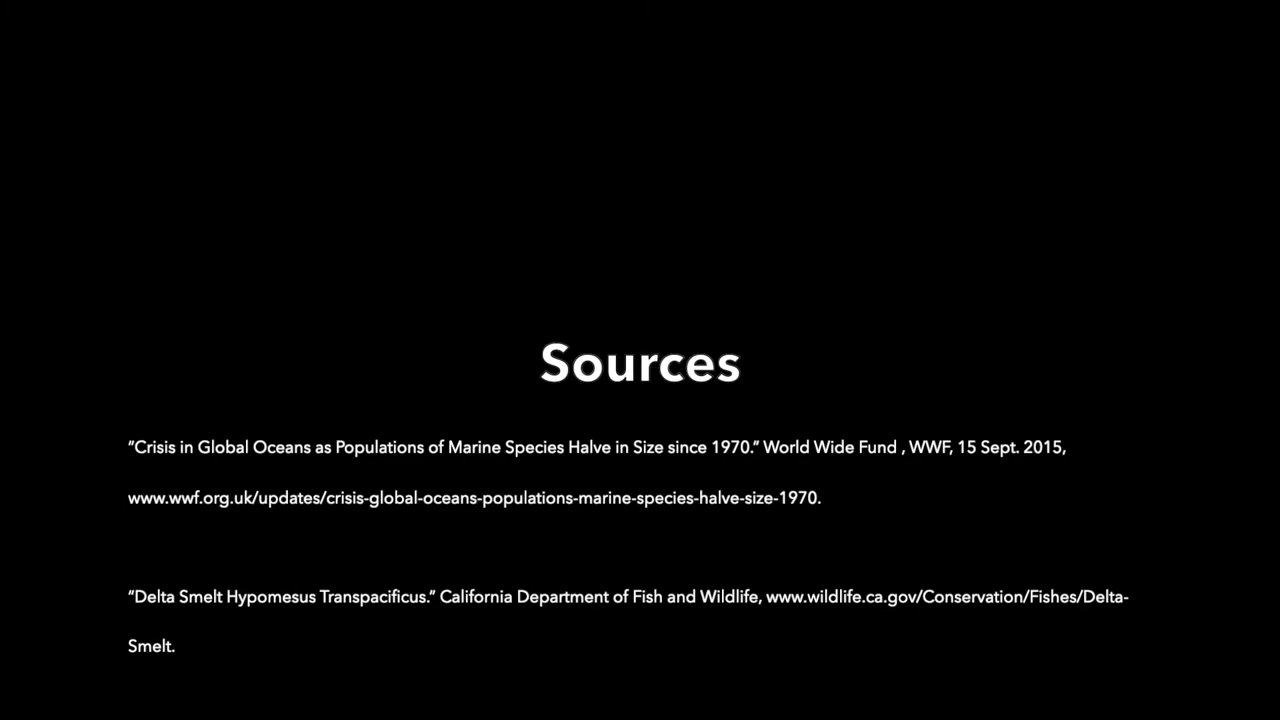 Sources
“Crisis in Global Oceans as Populations of Marine Species Halve in Size since 1970.” World Wide Fund , WWF, 15 Sept. 2015,
www.wwf.org.uk/updates/crisis-global-oceans-populations-marine-species-halve-size-1970.
“Delta Smelt Hypomesus Transpacificus.” California Department of Fish and Wildlife, www.wildlife.ca.gov/Conservation/Fishes/Delta-
Smelt.